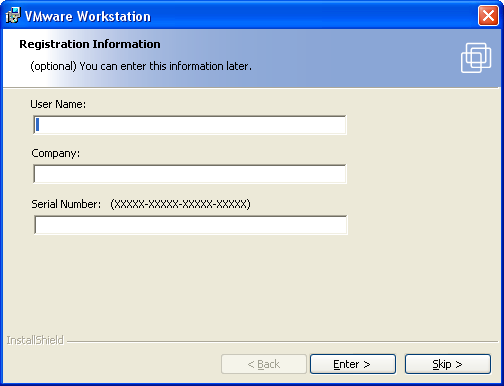 VMware Workstation
Registration Information
(optional) You can enter this information later.
User Name:
Company:
Serial Number: (XXXXX-XXXXX-XXXXX-XXXXX)
InstallShield
< Back Enter > Skip >